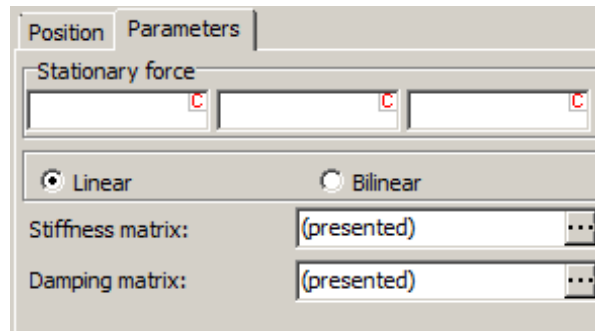 Position Parameters
Stationary force
C C C
Linear Bilinear
Stiffness matrix: (presented) ...
Damping matrix: (presented) ...